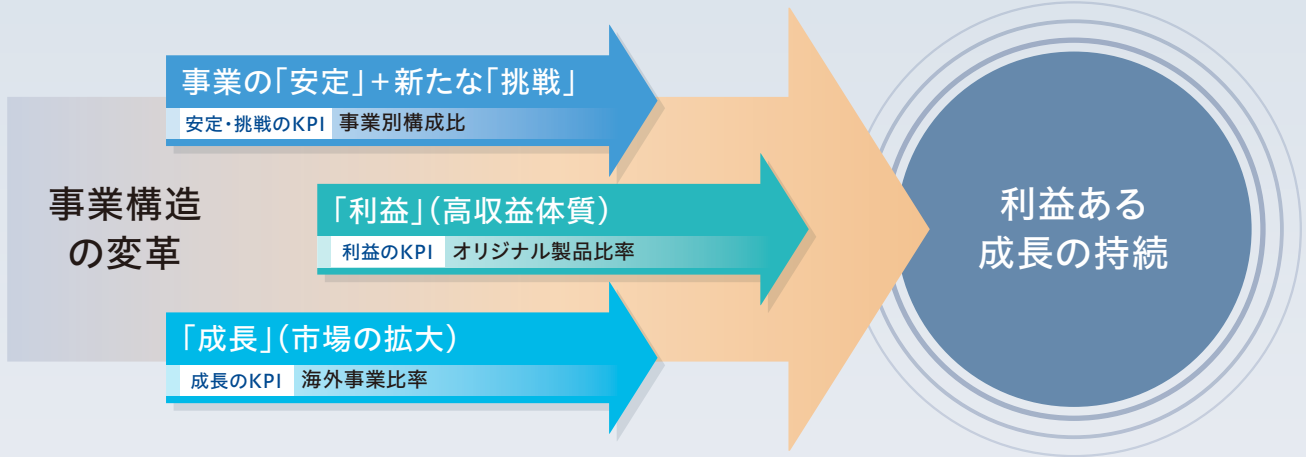 事業構造
の変革
事業の「安定」+新たな「挑戦」
安定・挑戦のKPI 事業別構成比
「利益」(高収益体質)
利益のKPI オリジナル製品比率
「成長」(市場の拡大)
成長のKPI 海外事業比率
利益ある
成長の持続